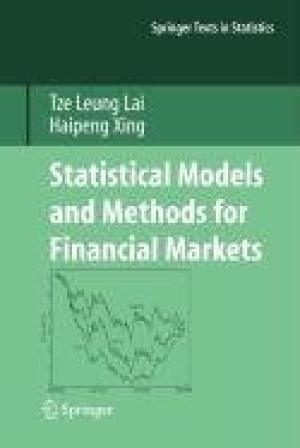 Springer Texts in Statistics
Tze Leung Lai
Haipeng Xing
Statistical Models
and Methods for
Financial Markets
Springer